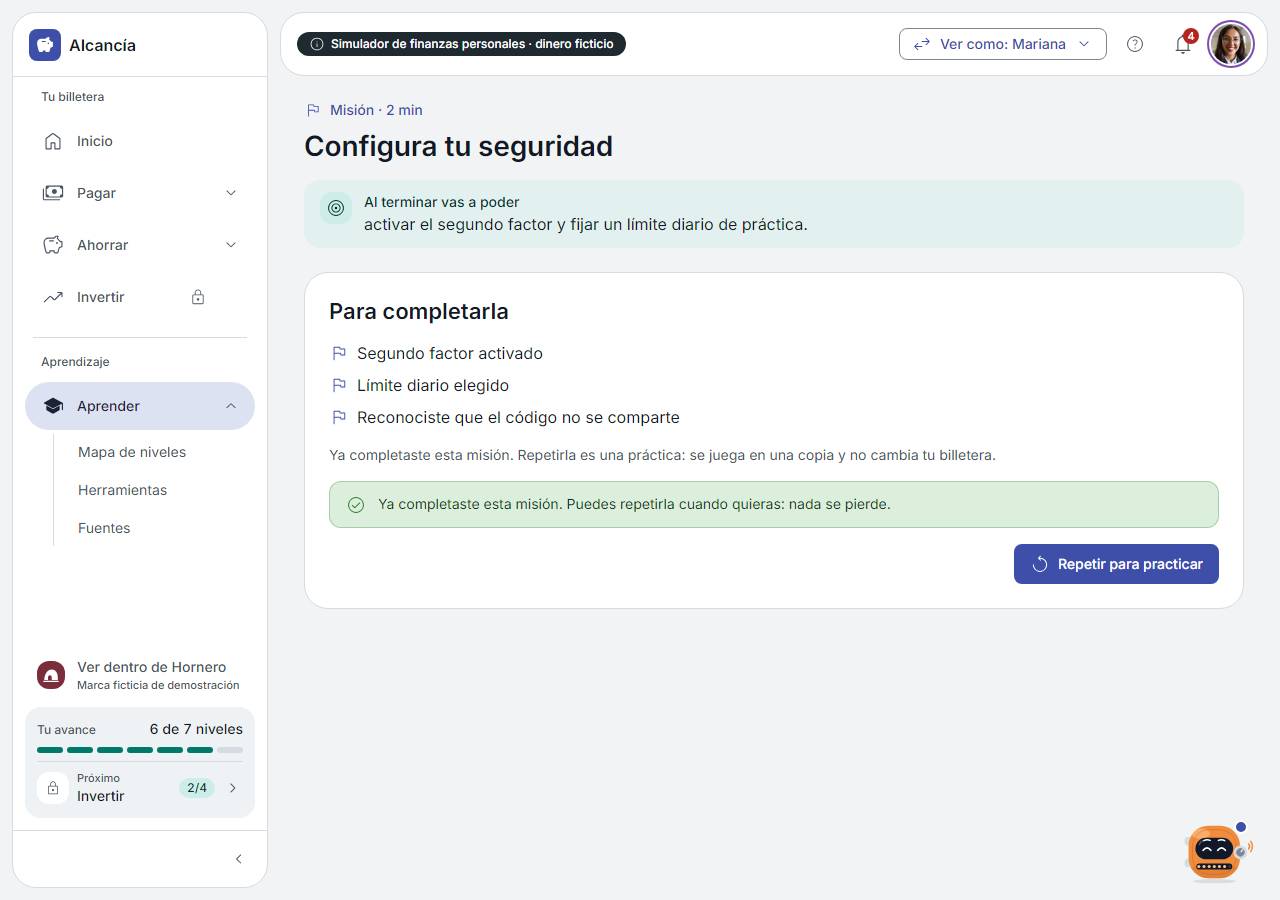 Alcancía
Tu billetera
Inicio
Pagar
Ahorrar
Invertir
Aprendizaje
Aprender
Mapa de niveles
Herramientas
Fuentes
Ver dentro de Hornero
Marca ficticia de demostración
Tu avance 6 de 7 niveles
Próximo
Invertir 2/4
Simulador de finanzas personales · dinero ficticio
Ver como: Mariana
4
Misión · 2 min
Configura tu seguridad
Al terminar vas a poder
activar el segundo factor y fijar un límite diario de práctica.
Para completarla
Segundo factor activado
Límite diario elegido
Reconociste que el código no se comparte
Ya completaste esta misión. Repetirla es una práctica: se juega en una copia y no cambia tu billetera.
Ya completaste esta misión. Puedes repetirla cuando quieras: nada se pierde.
Repetir para practicar